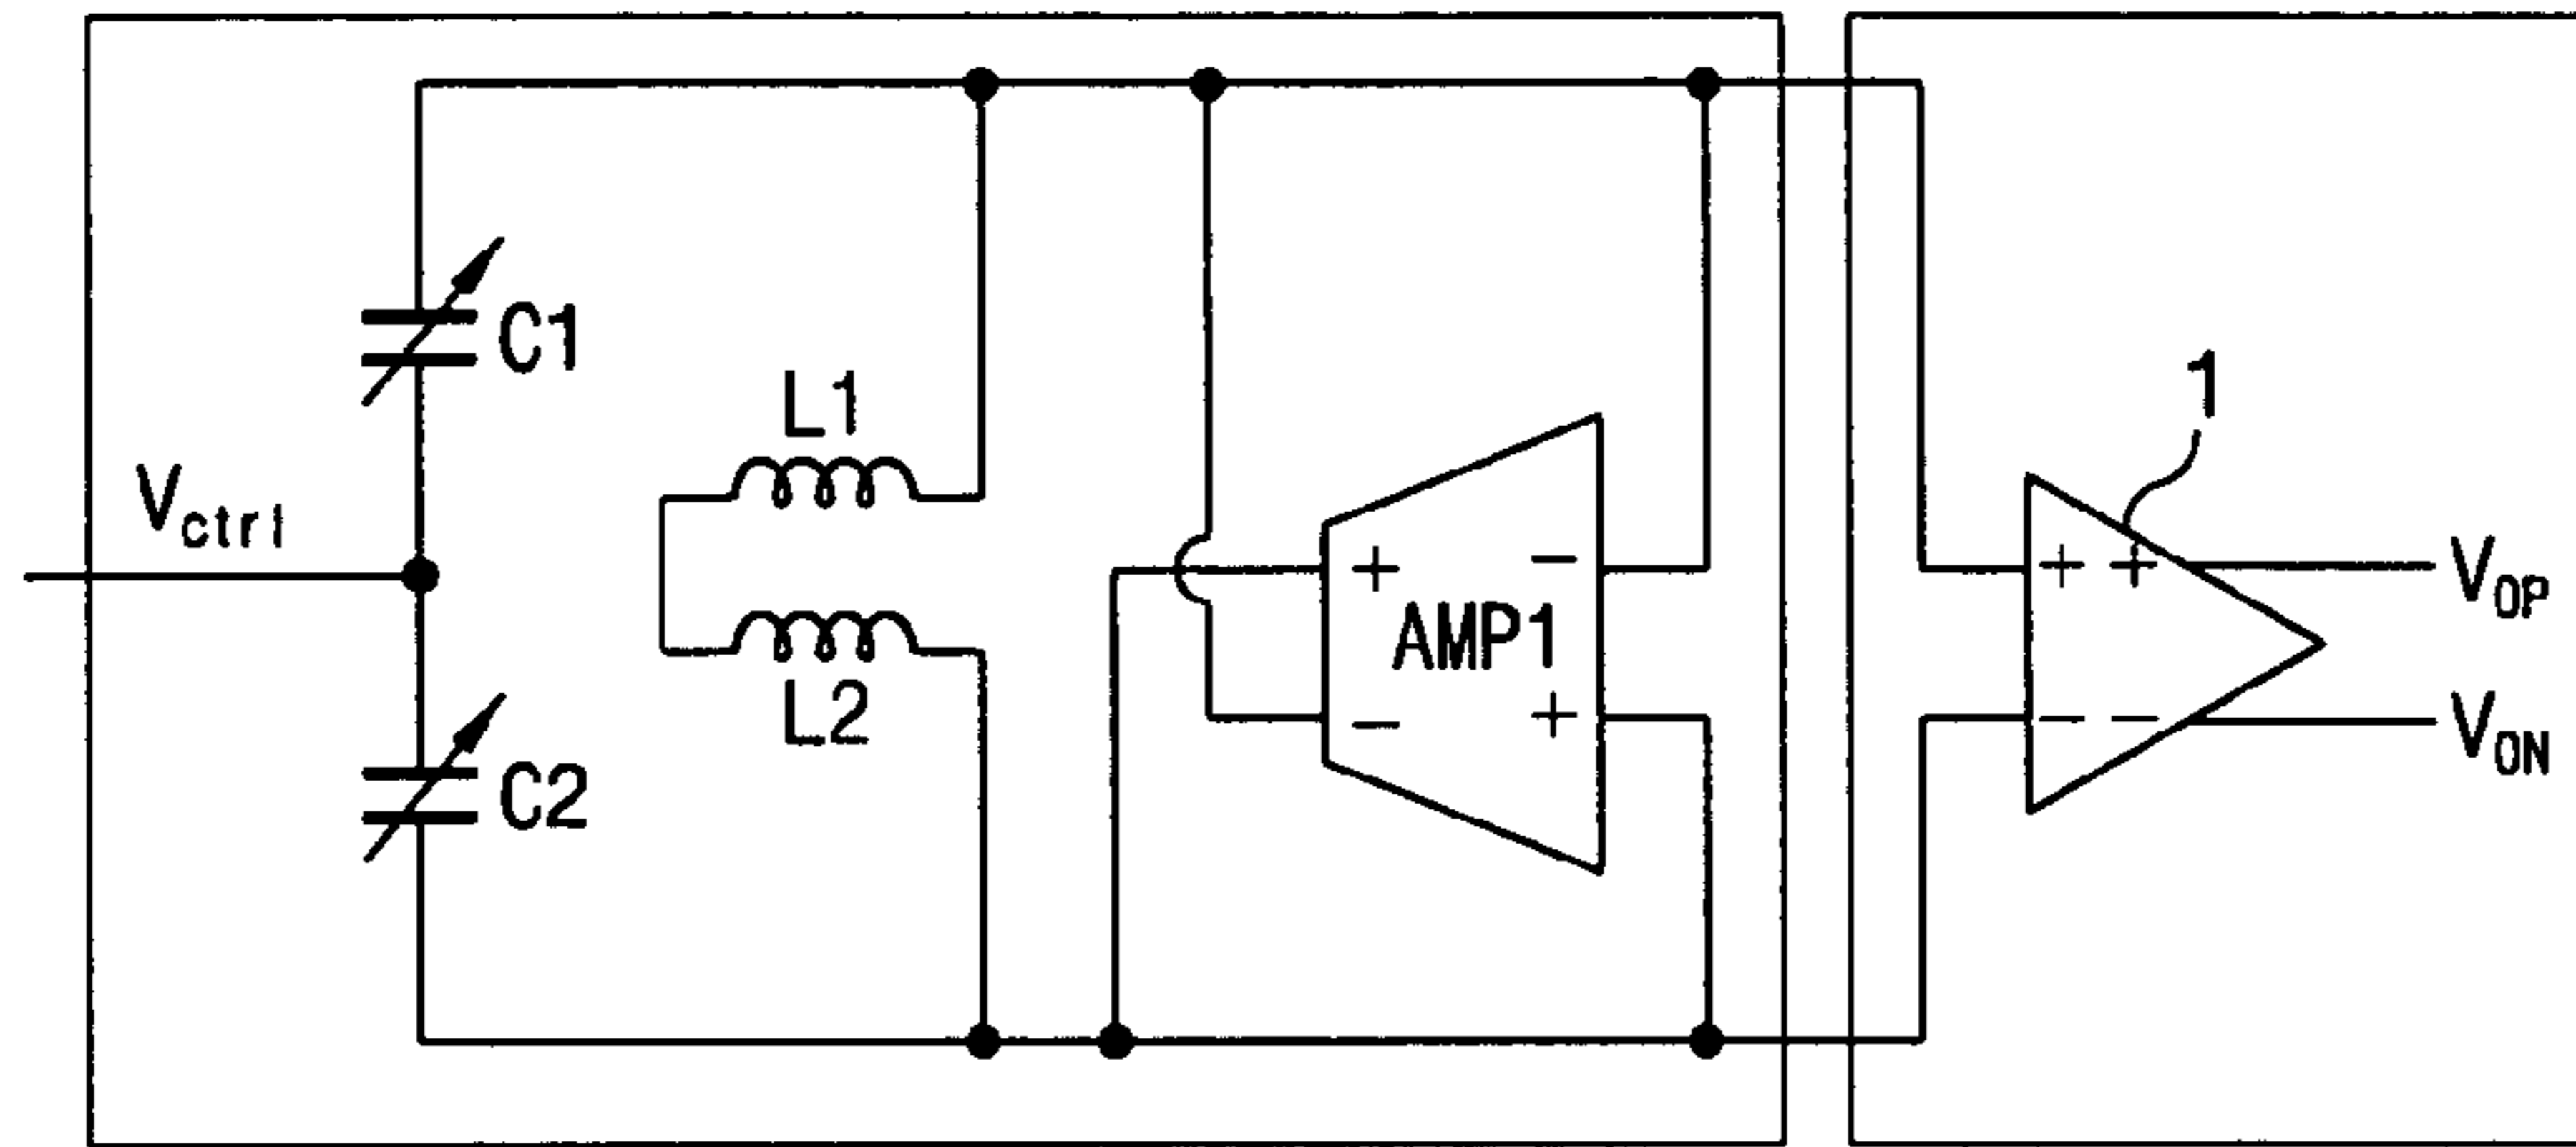 C1
L1
1
Vctrl
+ −
+ +
VOP
AMP1
L2
− +
− −
VON
C2